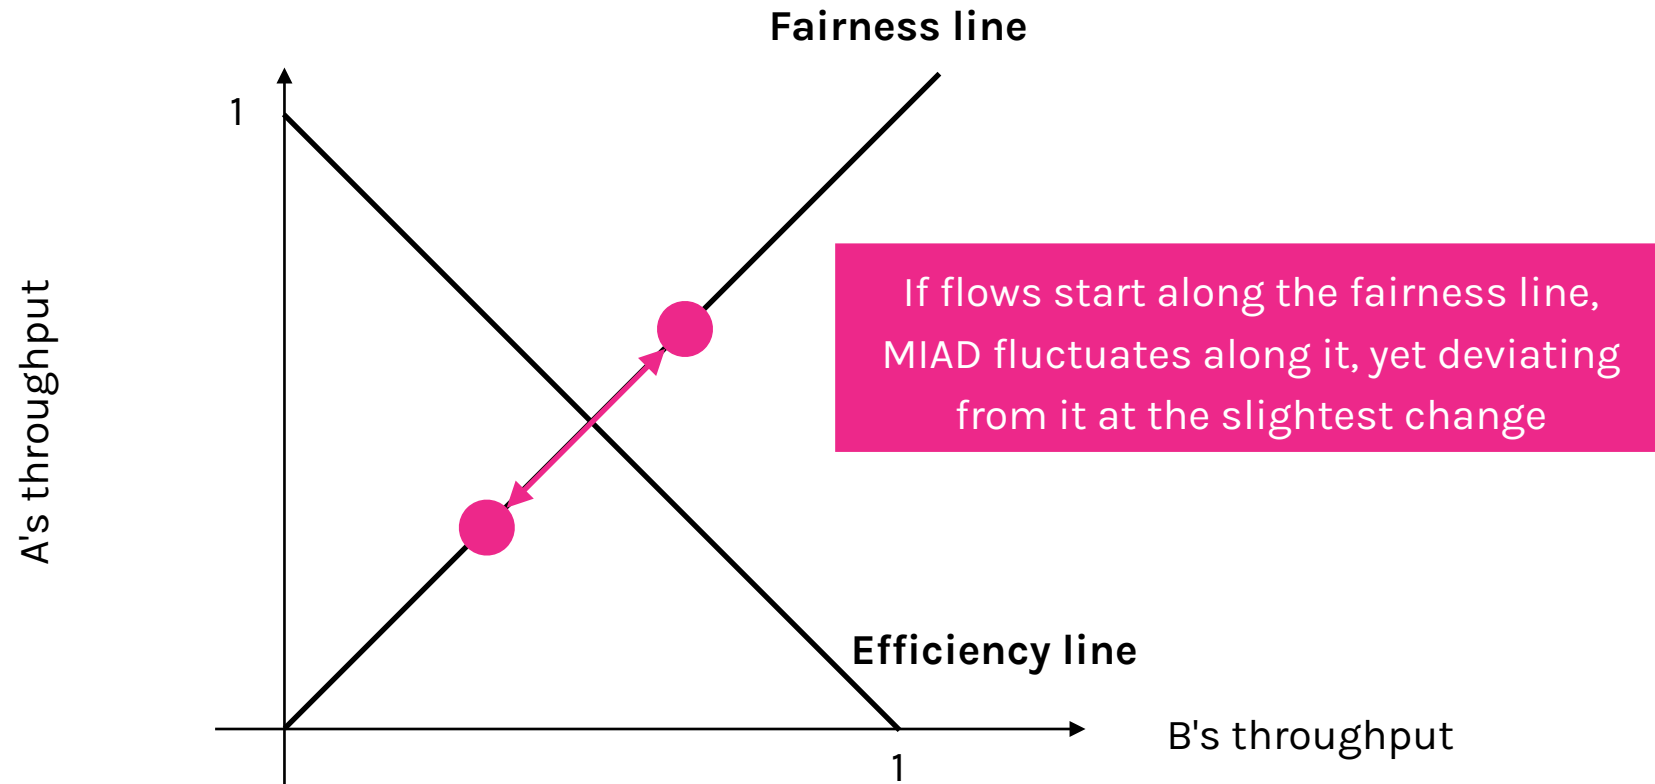 Fairness line
1
A's throughput
If flows start along the fairness line,
MIAD fluctuates along it, yet deviating
from it at the slightest change
Efficiency line
B's throughput
1